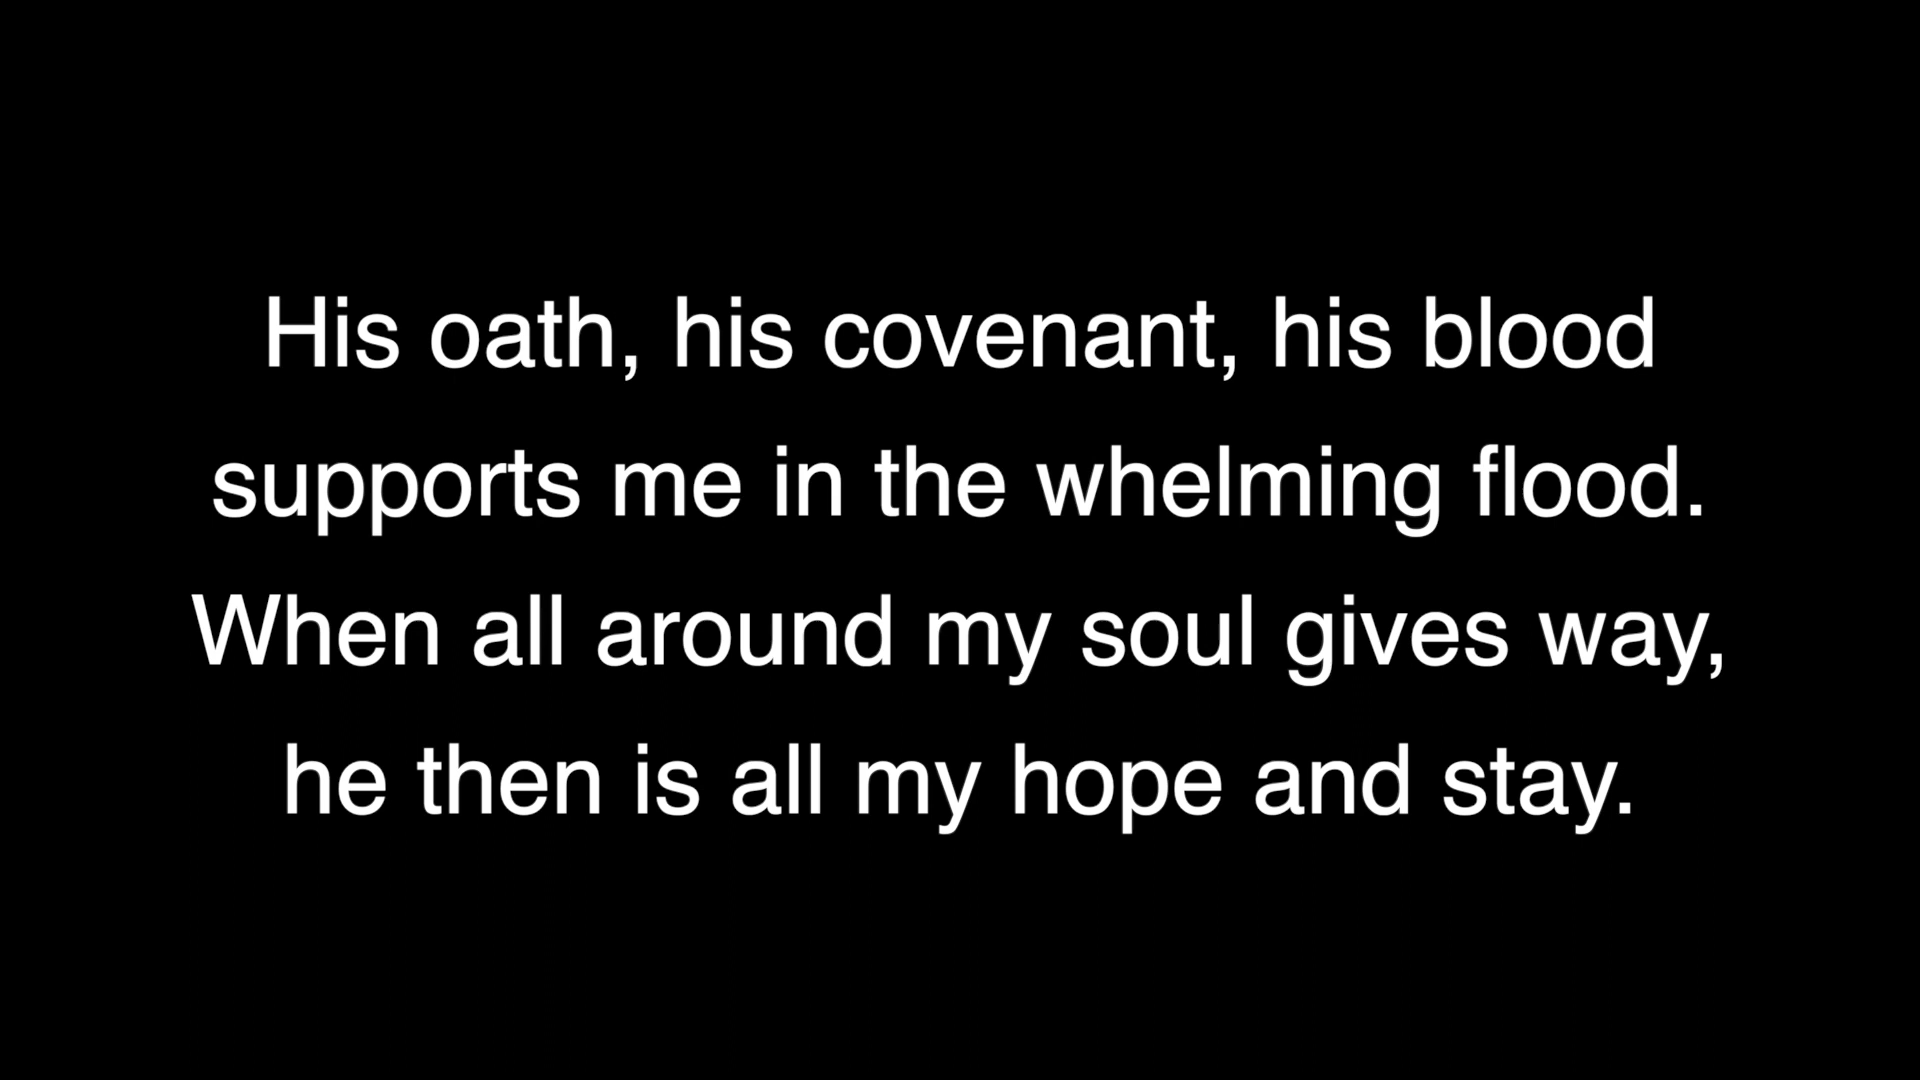 His oath, his covenant, his blood
supports me in the whelming flood.
When all around my soul gives way,
he then is all my hope and stay.